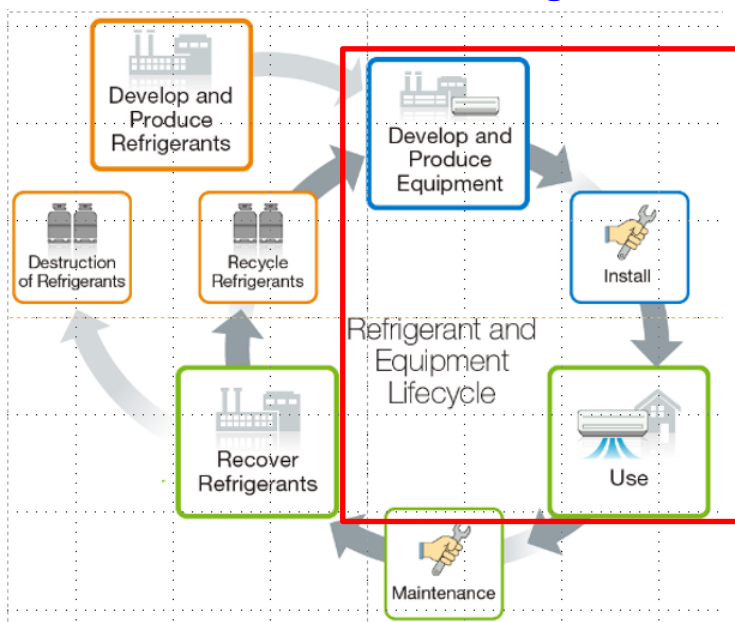 Develop and
Produce
Refrigerants
Develop and
Produce
Equipment
Destruction
of Refrigerants
Recycle
Refrigerants
Install
Refrigerant and
Equipment
Lifecycle
Recover
Refrigerants
Use
Maintenance